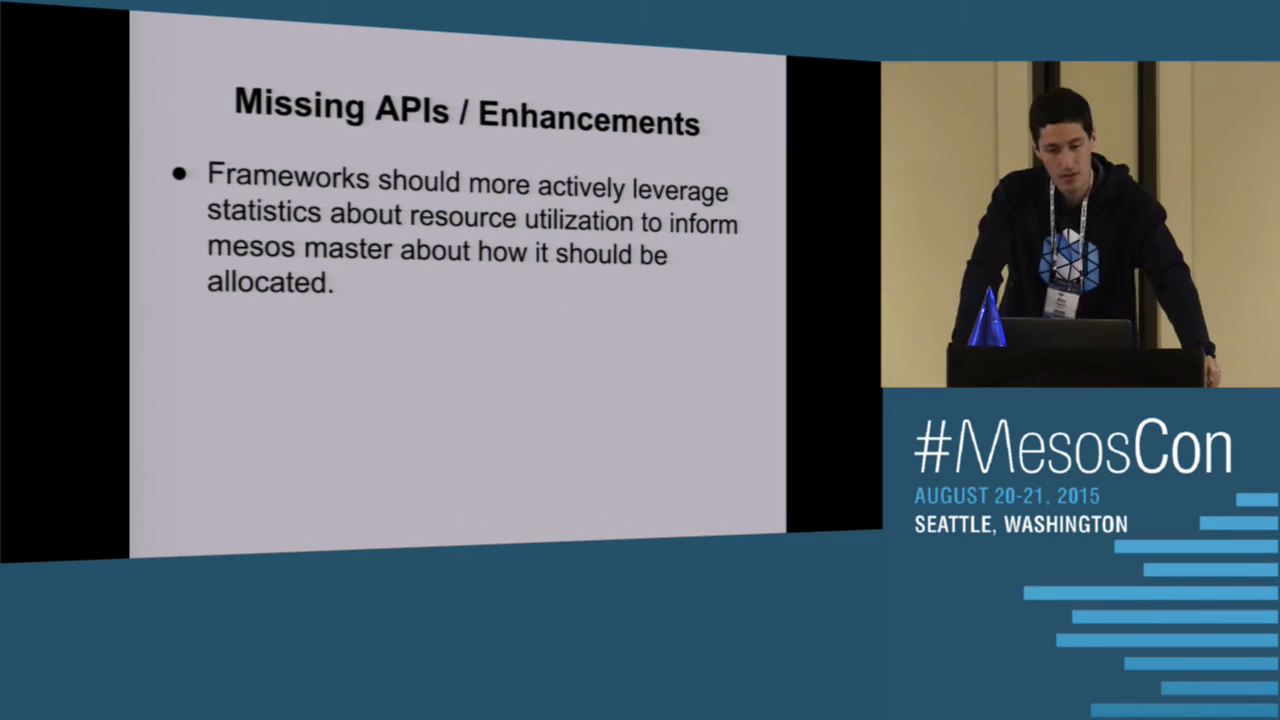 Missing APIs / Enhancements
● Frameworks should more actively leverage
statistics about resource utilization to inform
mesos master about how it should be
allocated.
#MesosCon
AUGUST 20-21, 2015
SEATTLE, WASHINGTON